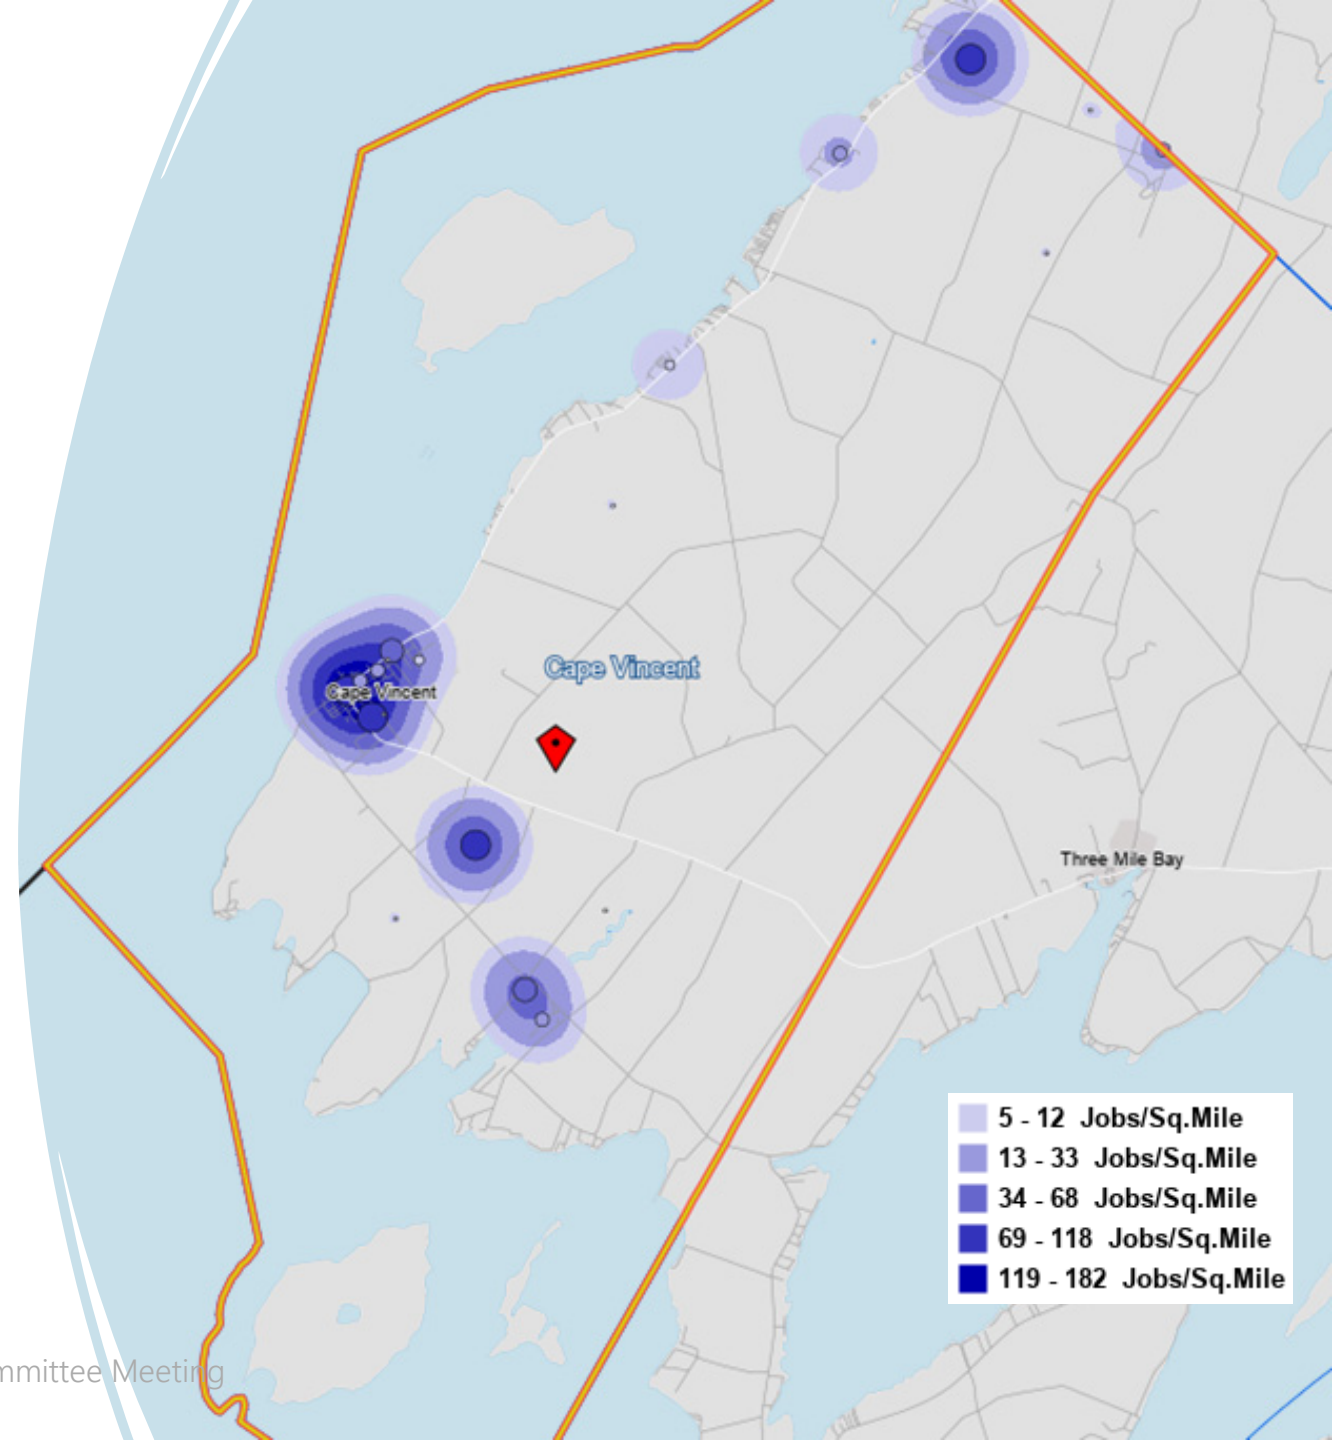 Cape Vincent
Cape Vincent
Three Mile Bay
5 - 12 Jobs/Sq.Mile
13 - 33 Jobs/Sq.Mile
34 - 68 Jobs/Sq.Mile
69 - 118 Jobs/Sq.Mile
119 - 182 Jobs/Sq.Mile
Meeting